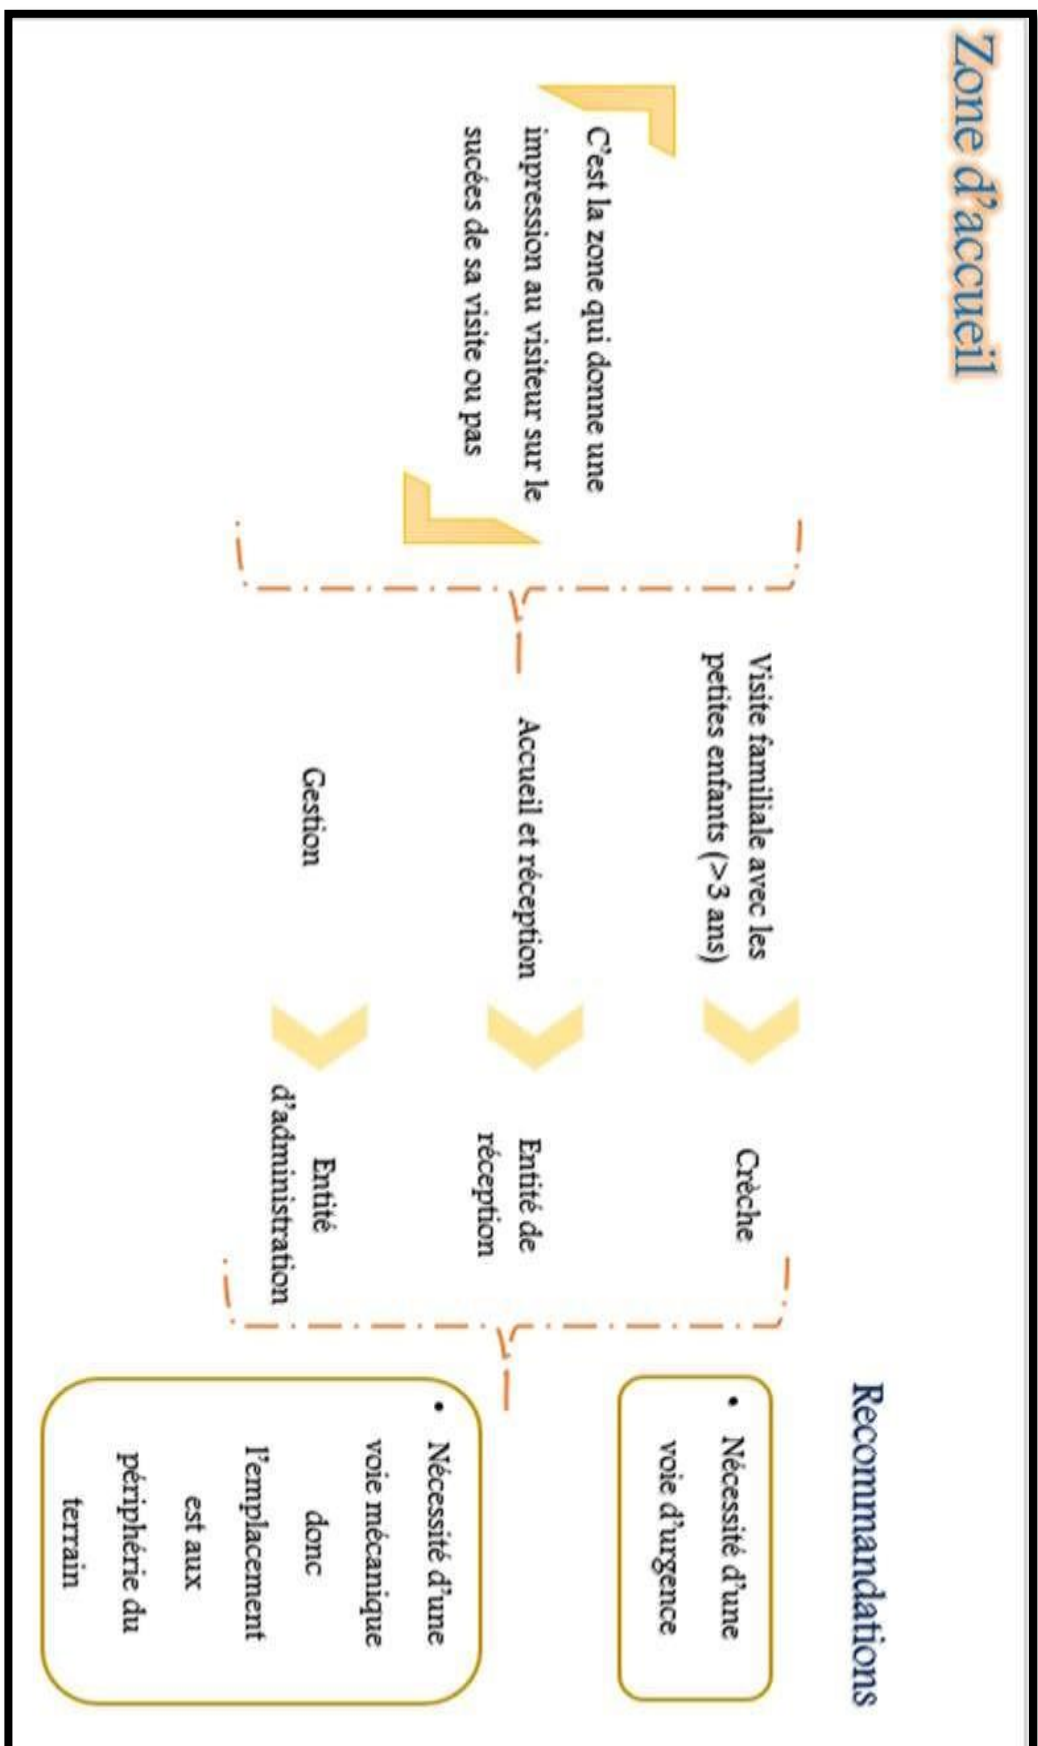 Zone d'accueil
C'est la zone qui donne une
impression au visiteur sur le
sucées de sa visite ou pas
Visite familiale avec les
petites enfants (>3 ans)
Crèche
Accueil et réception
Entité de
réception
Gestion
Entité
d'administration
Recommandations
• Nécessité d'une
voie d'urgence
• Nécessité d'une
voie mécanique
donc
l'emplacement
est aux
périphérie du
terrain